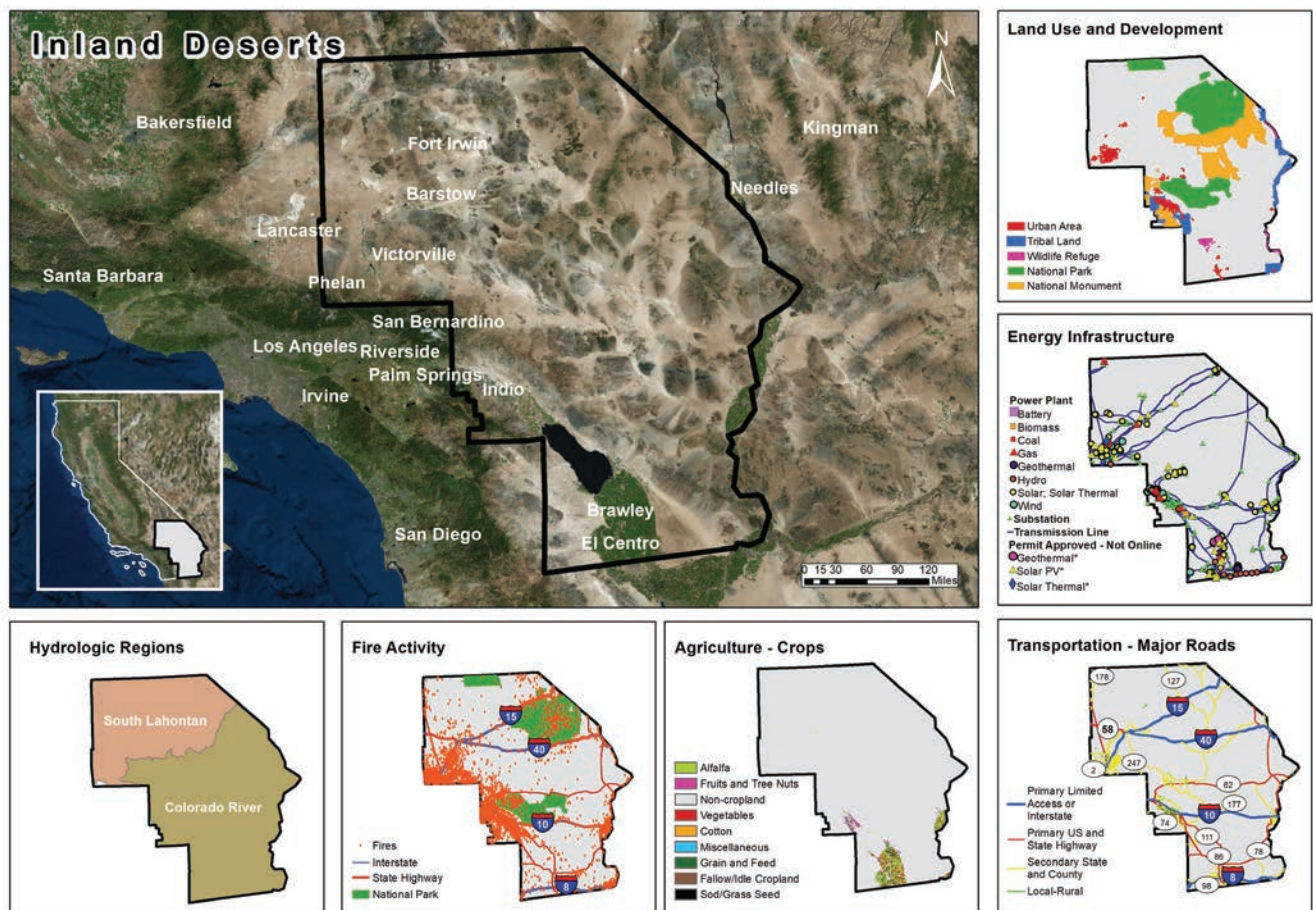 Inland Deserts
N
Bakersfield
Kingman
Fort Irwin
Needles
Barstow
Lancaster
Victorville
Santa Barbara
Phelan
San Bernardino
Los Angeles
Riverside
Palm Springs
Indio
Irvine
Brawley
San Diego
El Centro
0 15 30 60 90 120
Miles
Land Use and Development
Urban Area
Tribal Land
Wildlife Refuge
National Park
National Monument
Energy Infrastructure
Power Plant
Battery
Biomass
Coal
Gas
Geothermal
Hydro
Solar; Solar Thermal
Wind
Substation
Transmission Line
Permit Approved - Not Online
Geothermal*
Solar PV*
Solar Thermal*
Hydrologic Regions
South Lahontan
Colorado River
Fire Activity
15
40
10
8
Fires
Interstate
State Highway
National Park
Agriculture - Crops
Alfalfa
Fruits and Tree Nuts
Non-cropland
Vegetables
Cotton
Miscellaneous
Grain and Feed
Fallow/Idle Cropland
Sod/Grass Seed
Transportation - Major Roads
178
127
15
58
40
2
247
62
177
10
74
111
86
78
98
8
Primary Limited
Access or
Interstate
Primary US and
State Highway
Secondary State
and County
Local-Rural